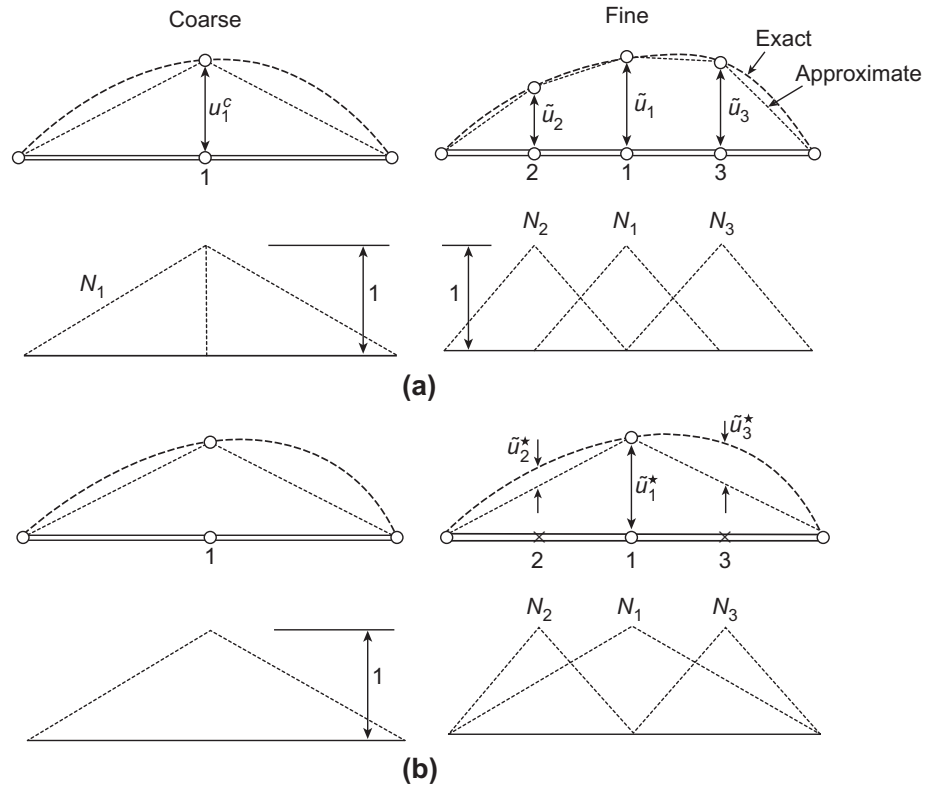 Coarse
Fine
Exact
Approximate
u₁ᶜ
ũ₂
ũ₁
ũ₃
1
2
1
3
N₂
N₁
N₃
N₁
1
1
(a)
ũ₂★
ũ₁★
ũ₃★
1
2
1
3
N₂
N₁
N₃
1
(b)